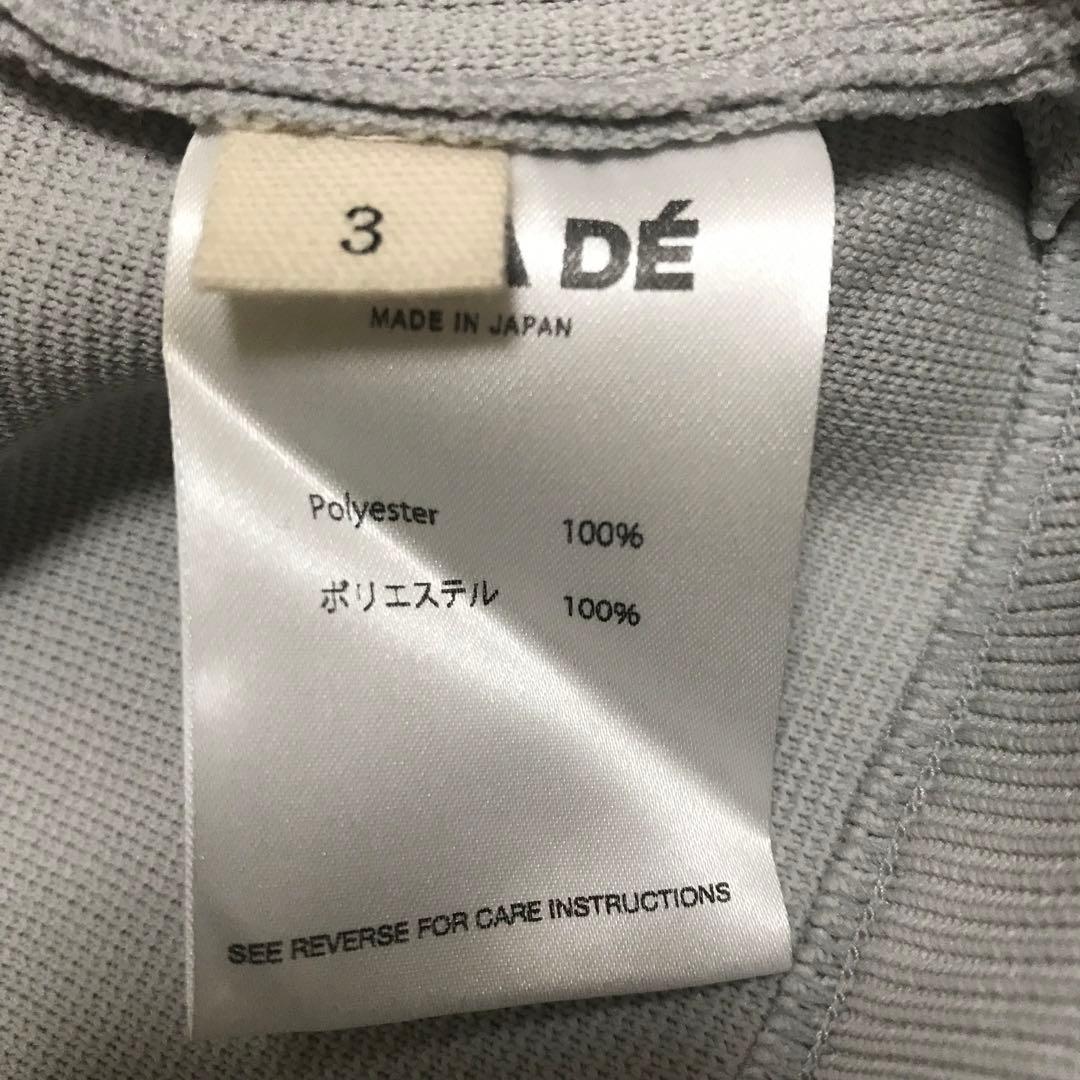 3
DÉ
MADE IN JAPAN
Polyester 100%
ポリエステル 100%
SEE REVERSE FOR CARE INSTRUCTIONS